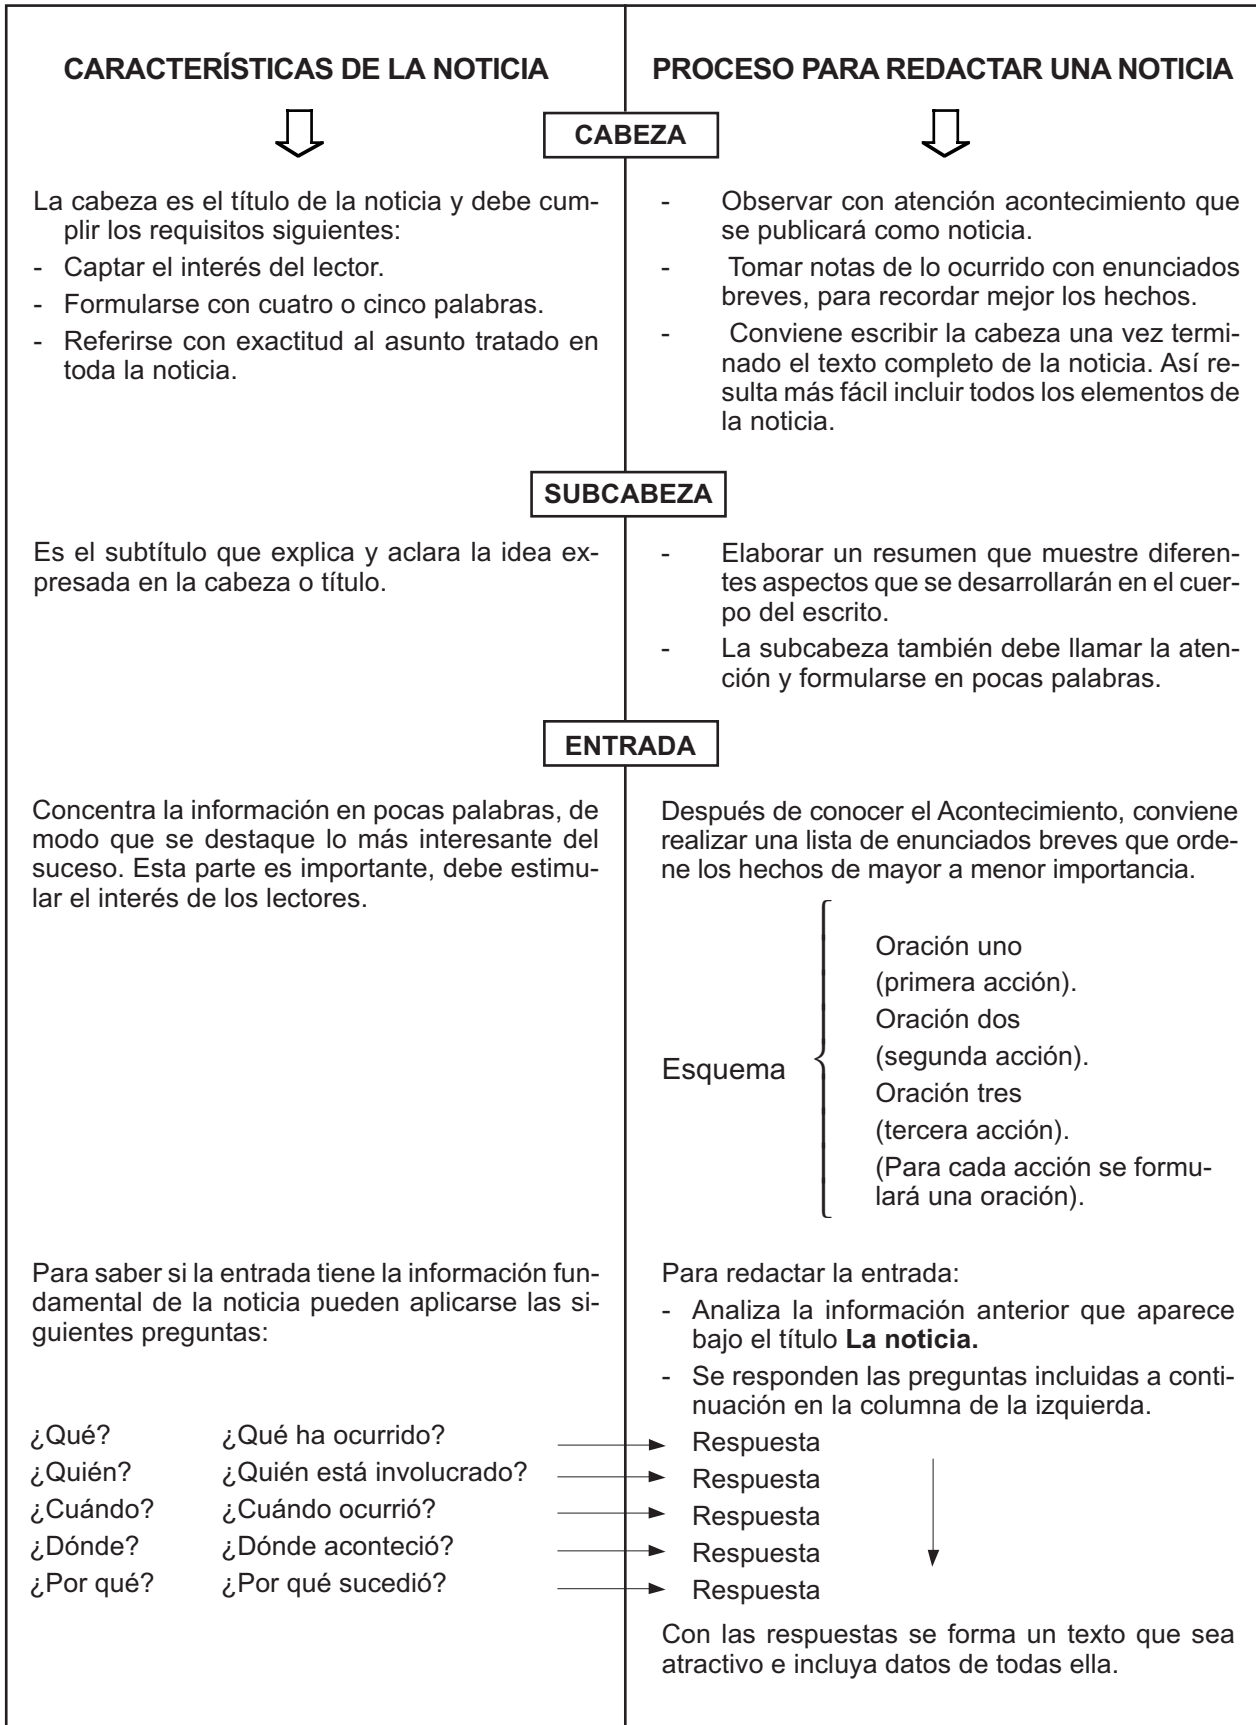 CARACTERÍSTICAS DE LA NOTICIA
PROCESO PARA REDACTAR UNA NOTICIA
CABEZA
La cabeza es el título de la noticia y debe cum-
plir los requisitos siguientes:
- Captar el interés del lector.
- Formularse con cuatro o cinco palabras.
- Referirse con exactitud al asunto tratado en
toda la noticia.
- Observar con atención acontecimiento que
se publicará como noticia.
- Tomar notas de lo ocurrido con enunciados
breves, para recordar mejor los hechos.
- Conviene escribir la cabeza una vez termi-
nado el texto completo de la noticia. Así re-
sulta más fácil incluir todos los elementos de
la noticia.
SUBCABEZA
Es el subtítulo que explica y aclara la idea ex-
presada en la cabeza o título.
- Elaborar un resumen que muestre diferen-
tes aspectos que se desarrollarán en el cuer-
po del escrito.
- La subcabeza también debe llamar la aten-
ción y formularse en pocas palabras.
ENTRADA
Concentra la información en pocas palabras, de
modo que se destaque lo más interesante del
suceso. Esta parte es importante, debe estimu-
lar el interés de los lectores.
Después de conocer el Acontecimiento, conviene
realizar una lista de enunciados breves que orde-
ne los hechos de mayor a menor importancia.
Esquema
Oración uno
(primera acción).
Oración dos
(segunda acción).
Oración tres
(tercera acción).
(Para cada acción se formu-
lará una oración).
Para saber si la entrada tiene la información fun-
damental de la noticia pueden aplicarse las si-
guientes preguntas:
Para redactar la entrada:
- Analiza la información anterior que aparece
bajo el título La noticia.
- Se responden las preguntas incluidas a conti-
nuación en la columna de la izquierda.
¿Qué? ¿Qué ha ocurrido? Respuesta
¿Quién? ¿Quién está involucrado? Respuesta
¿Cuándo? ¿Cuándo ocurrió? Respuesta
¿Dónde? ¿Dónde aconteció? Respuesta
¿Por qué? ¿Por qué sucedió? Respuesta
Con las respuestas se forma un texto que sea
atractivo e incluya datos de todas ella.